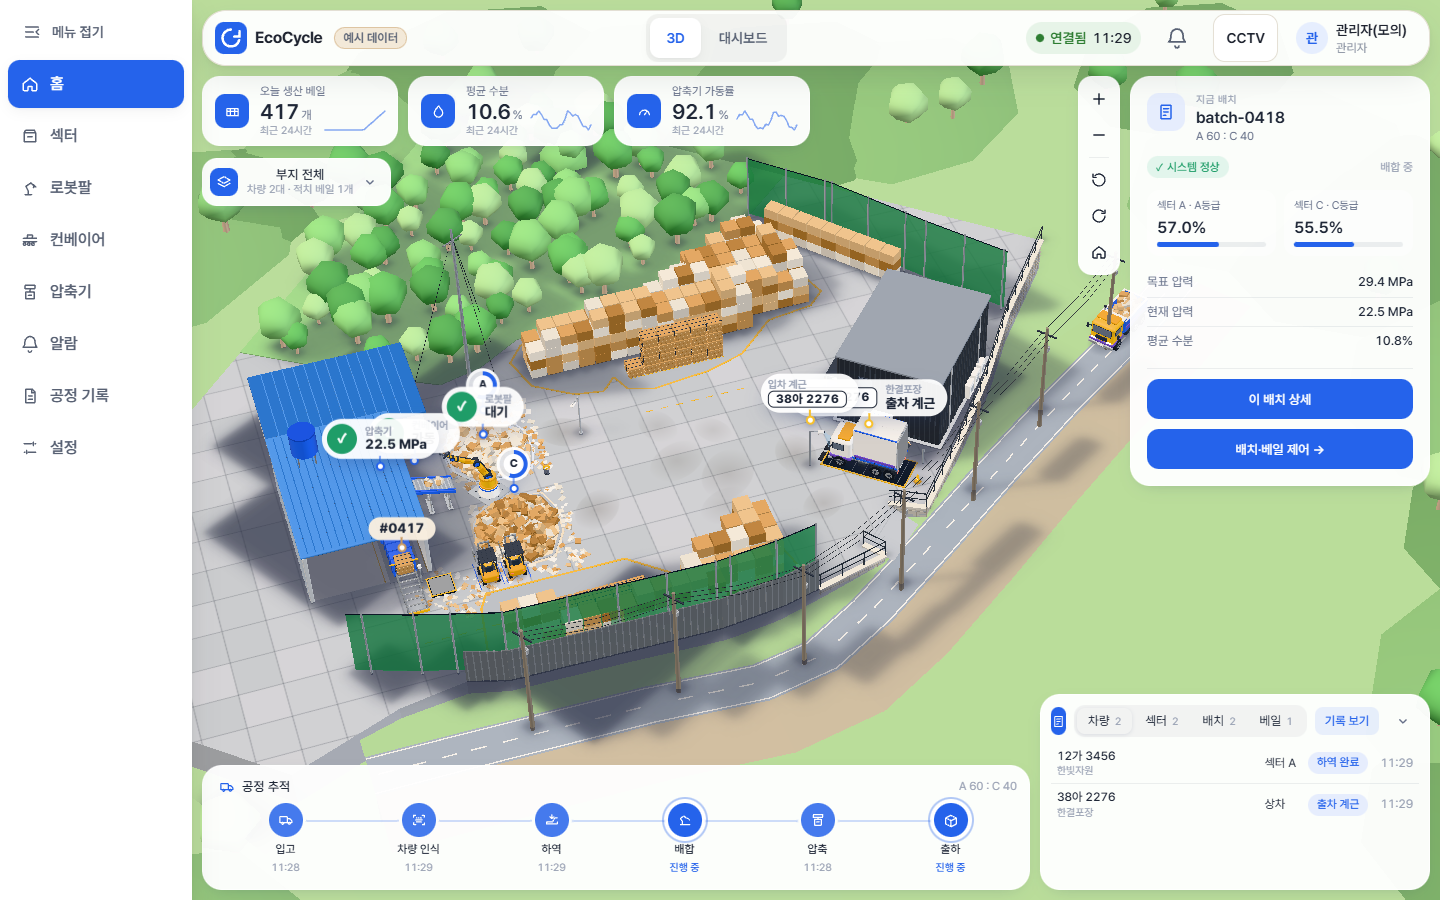 메뉴 접기
홈
섹터
로봇팔
컨베이어
압축기
알람
공정 기록
설정
EcoCycle
예시 데이터
3D
대시보드
연결됨 11:29
CCTV
관
관리자(모의)
관리자
오늘 생산 베일
417 개
최근 24시간
평균 수분
10.6 %
최근 24시간
압축기 가동률
92.1 %
최근 24시간
부지 전체
차량 2대 · 적치 베일 1개
지금 배치
batch-0418
A 60 : C 40
✓ 시스템 정상
배합 중
섹터 A · A등급
57.0%
섹터 C · C등급
55.5%
목표 압력
29.4 MPa
현재 압력
22.5 MPa
평균 수분
10.8%
이 배치 상세
배치·베일 제어 →
A
로봇팔
대기
이어
압축기
22.5 MPa
C
#0417
입차 계근
38아 2276
76
한결포장
출차 계근
공정 추적
A 60 : C 40
입고
11:28
차량 인식
11:29
하역
11:29
배합
진행 중
압축
11:28
출하
진행 중
차량 2
섹터 2
배치 2
베일 1
기록 보기
12가 3456
한빛자원
섹터 A
하역 완료
11:29
38아 2276
한결포장
상차
출차 계근
11:29